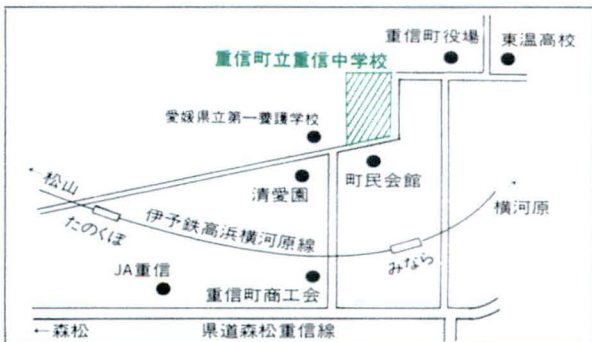 重信町役場
東温高校
重信町立重信中学校
愛媛県立第一養護学校
町民会館
清愛園
松山
たのくぼ
伊予鉄高浜横河原線
横河原
みなら
JA重信
重信町商工会
←森松
県道森松重信線